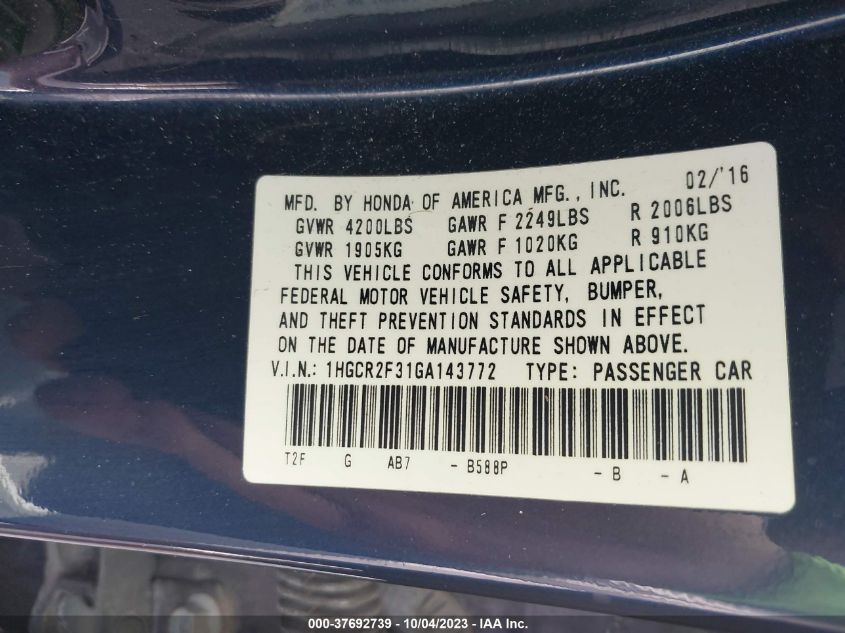 MFD. BY HONDA OF AMERICA MFG., INC. 02/'16
GVWR 4200LBS GAWR F 2249LBS R 2006LBS
GVWR 1905KG GAWR F 1020KG R 910KG
THIS VEHICLE CONFORMS TO ALL APPLICABLE
FEDERAL MOTOR VEHICLE SAFETY, BUMPER,
AND THEFT PREVENTION STANDARDS IN EFFECT
ON THE DATE OF MANUFACTURE SHOWN ABOVE.
V.I.N.: 1HGCR2F31GA143772 TYPE: PASSENGER CAR
T2F G AB7 - B588P - B - A
000-37692739 - 10/04/2023 - IAA Inc.